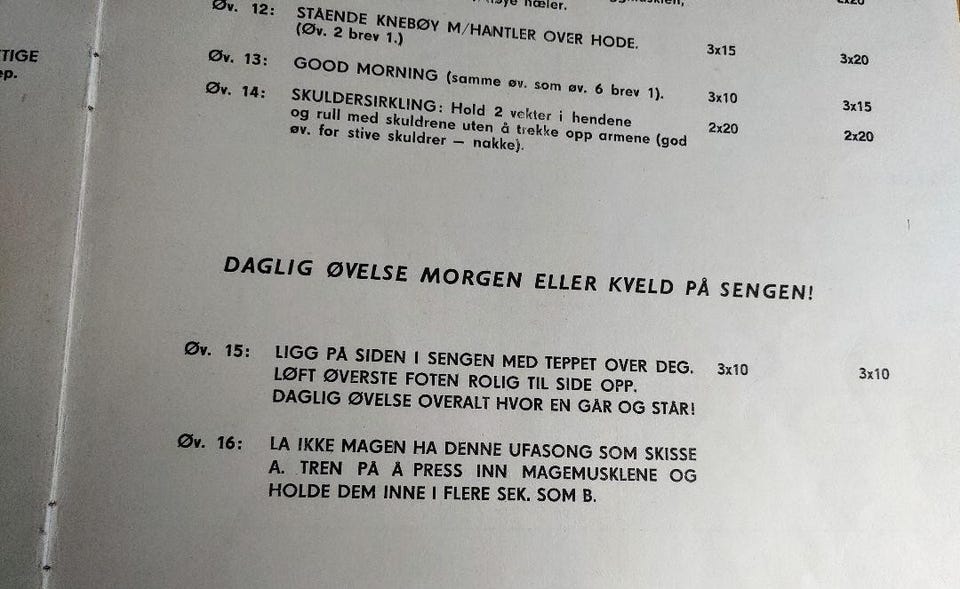 TIGE
ep.
høye hæler.
2x20
Øv. 12: STÅENDE KNEBØY M/HANTLER OVER HODE. 3x15 3x20
(Øv. 2 brev 1.)
Øv. 13: GOOD MORNING (samme øv. som øv. 6 brev 1). 3x10 3x15
Øv. 14: SKULDERSIRKLING: Hold 2 vekter i hendene 2x20 2x20
og rull med skuldrene uten å trekke opp armene (god
øv. for stive skuldrer — nakke).
DAGLIG ØVELSE MORGEN ELLER KVELD PÅ SENGEN!
Øv. 15: LIGG PÅ SIDEN I SENGEN MED TEPPET OVER DEG. 3x10 3x10
LØFT ØVERSTE FOTEN ROLIG TIL SIDE OPP.
DAGLIG ØVELSE OVERALT HVOR EN GÅR OG STÅR!
Øv. 16: LA IKKE MAGEN HA DENNE UFASONG SOM SKISSE
A. TREN PÅ Å PRESS INN MAGEMUSKLENE OG
HOLDE DEM INNE I FLERE SEK. SOM B.